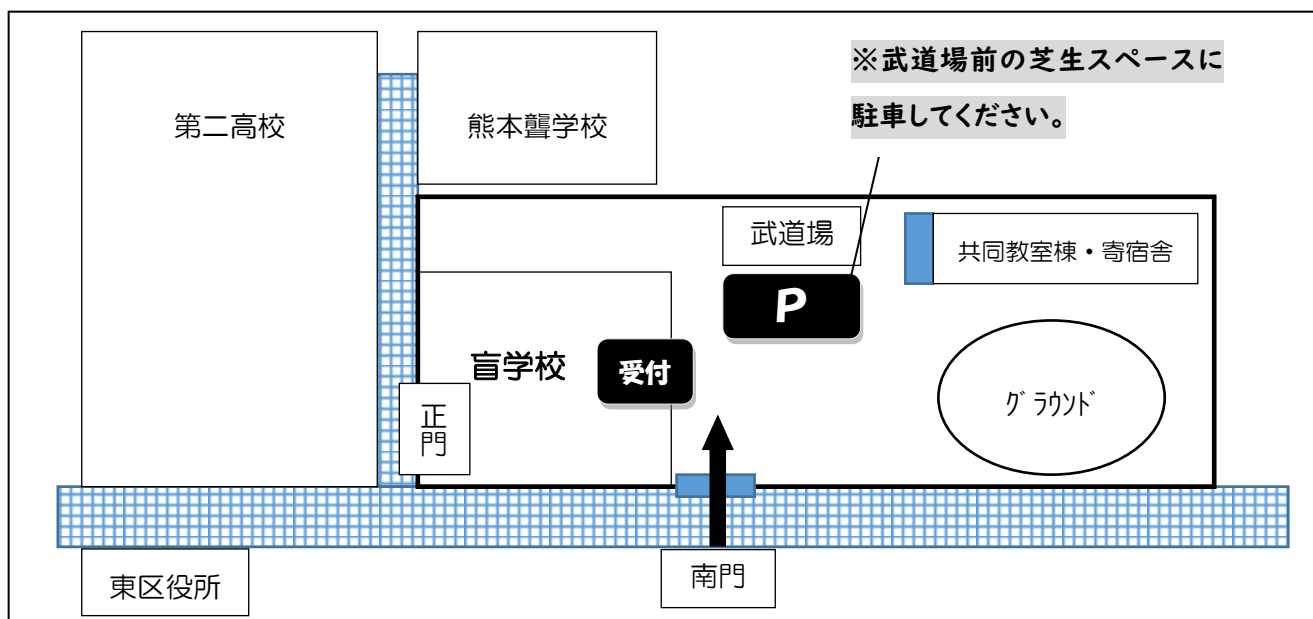 ※武道場前の芝生スペースに
駐車してください。
第二高校
熊本聾学校
武道場
共同教室棟・寄宿舎
P
盲学校
受付
グラウンド
正門
南門
東区役所